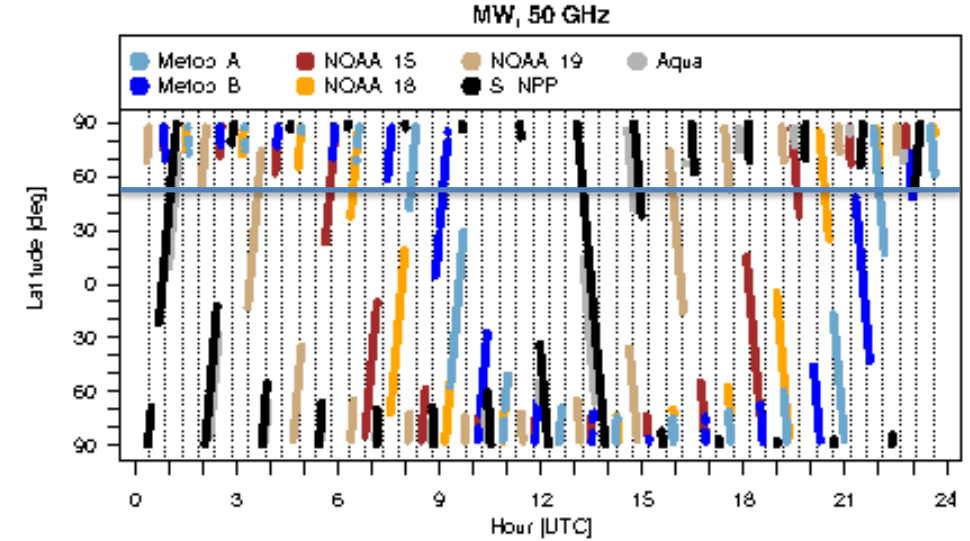 MW, 50 GHz
Metop A NOAA 15 NOAA 19 Aqua
Metop B NOAA 18 S NPP
90
60
30
0
30
60
90
Latitude [deg]
0 3 6 9 12 15 18 21 24
Hour [UTC]